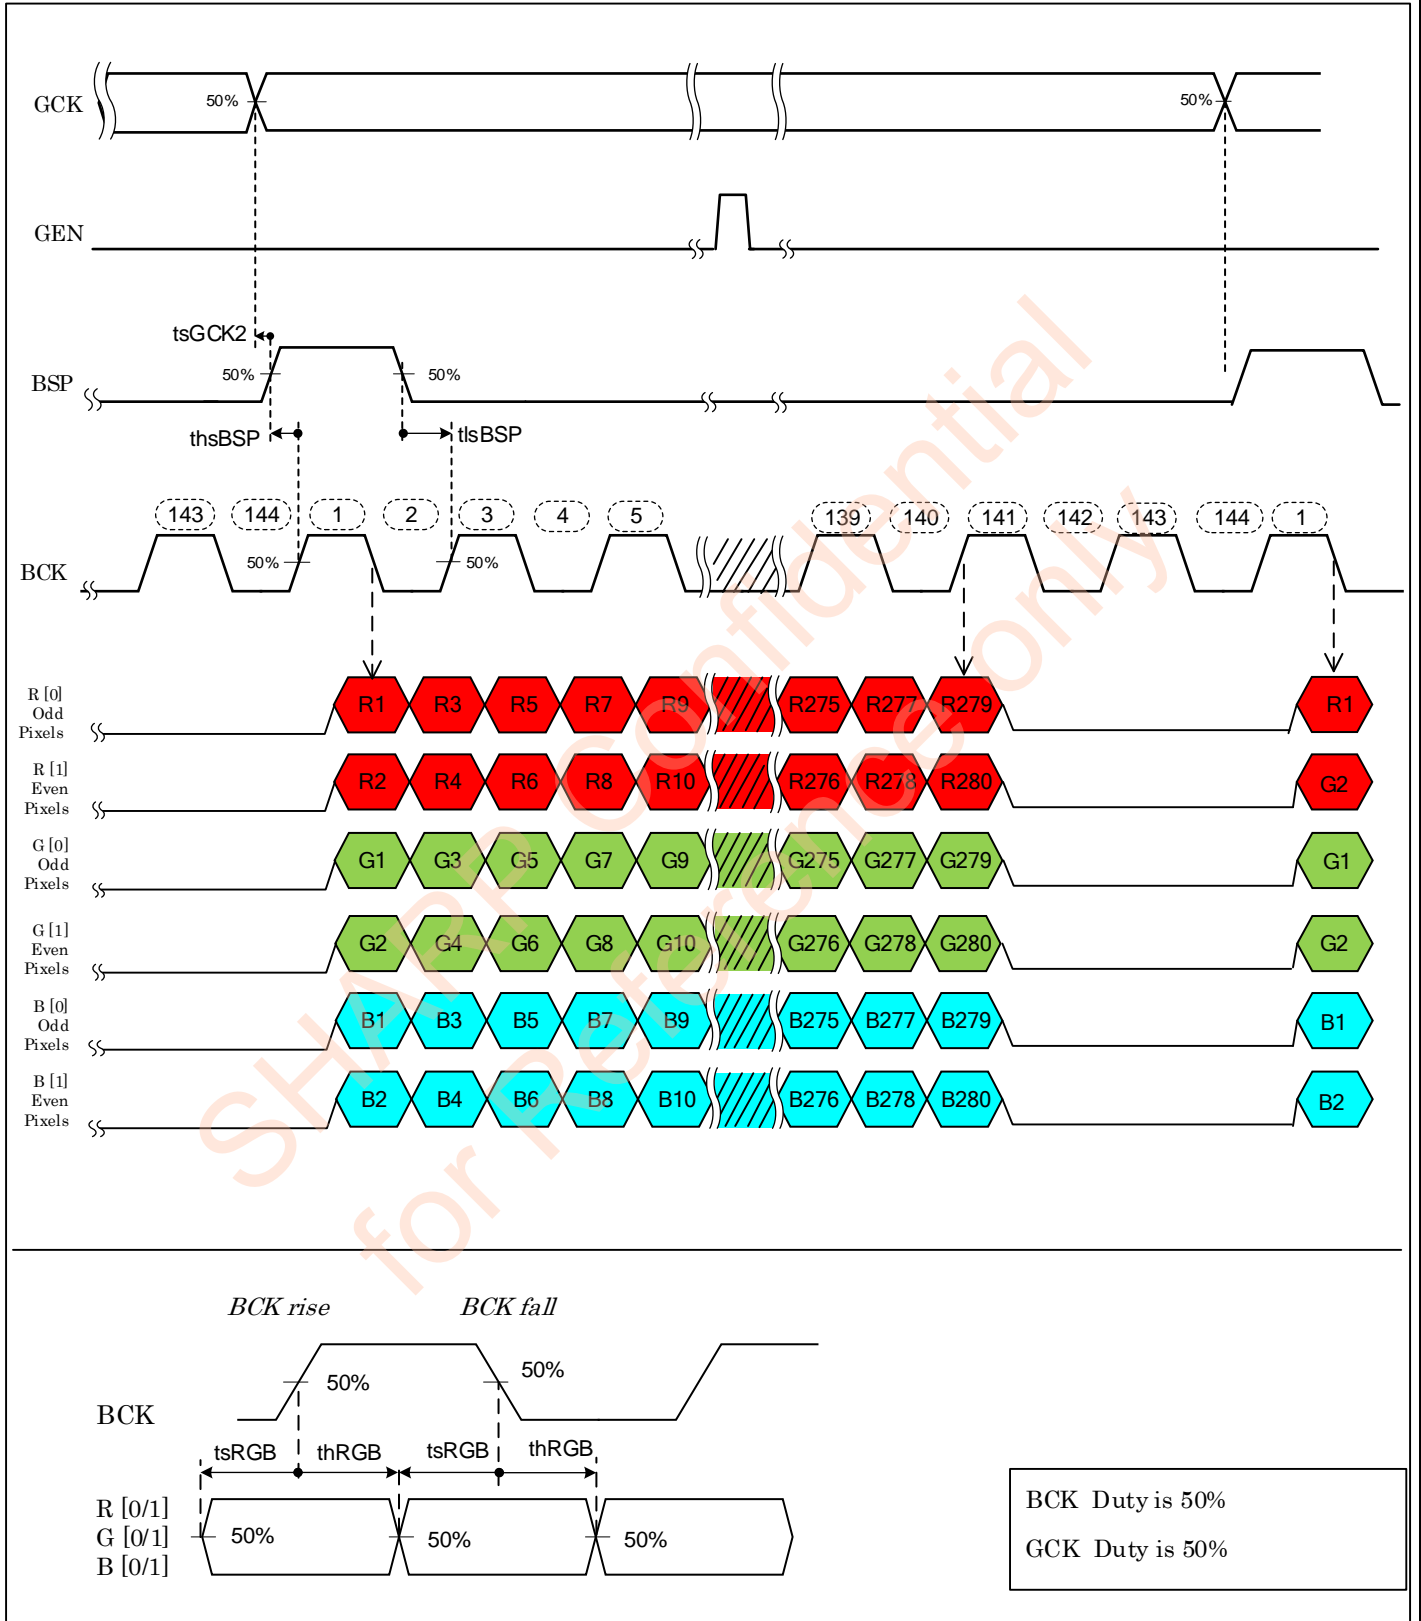 GCK
50%
50%
GEN
tsGCK2
BSP
50%
50%
thsBSP
tlsBSP
143 144 1 2 3 4 5 139 140 141 142 143 144 1
BCK
50%
50%
R [0]
Odd
Pixels
R1 R3 R5 R7 R9 R275 R277 R279 R1
R [1]
Even
Pixels
R2 R4 R6 R8 R10 R276 R278 R280 G2
G [0]
Odd
Pixels
G1 G3 G5 G7 G9 G275 G277 G279 G1
G [1]
Even
Pixels
G2 G4 G6 G8 G10 G276 G278 G280 G2
B [0]
Odd
Pixels
B1 B3 B5 B7 B9 B275 B277 B279 B1
B [1]
Even
Pixels
B2 B4 B6 B8 B10 B276 B278 B280 B2
SHARP Confidential
for Reference only
BCK rise
BCK fall
50%
50%
BCK
tsRGB thRGB tsRGB thRGB
R [0/1]
G [0/1]
B [0/1]
50%
50%
50%
BCK Duty is 50%
GCK Duty is 50%